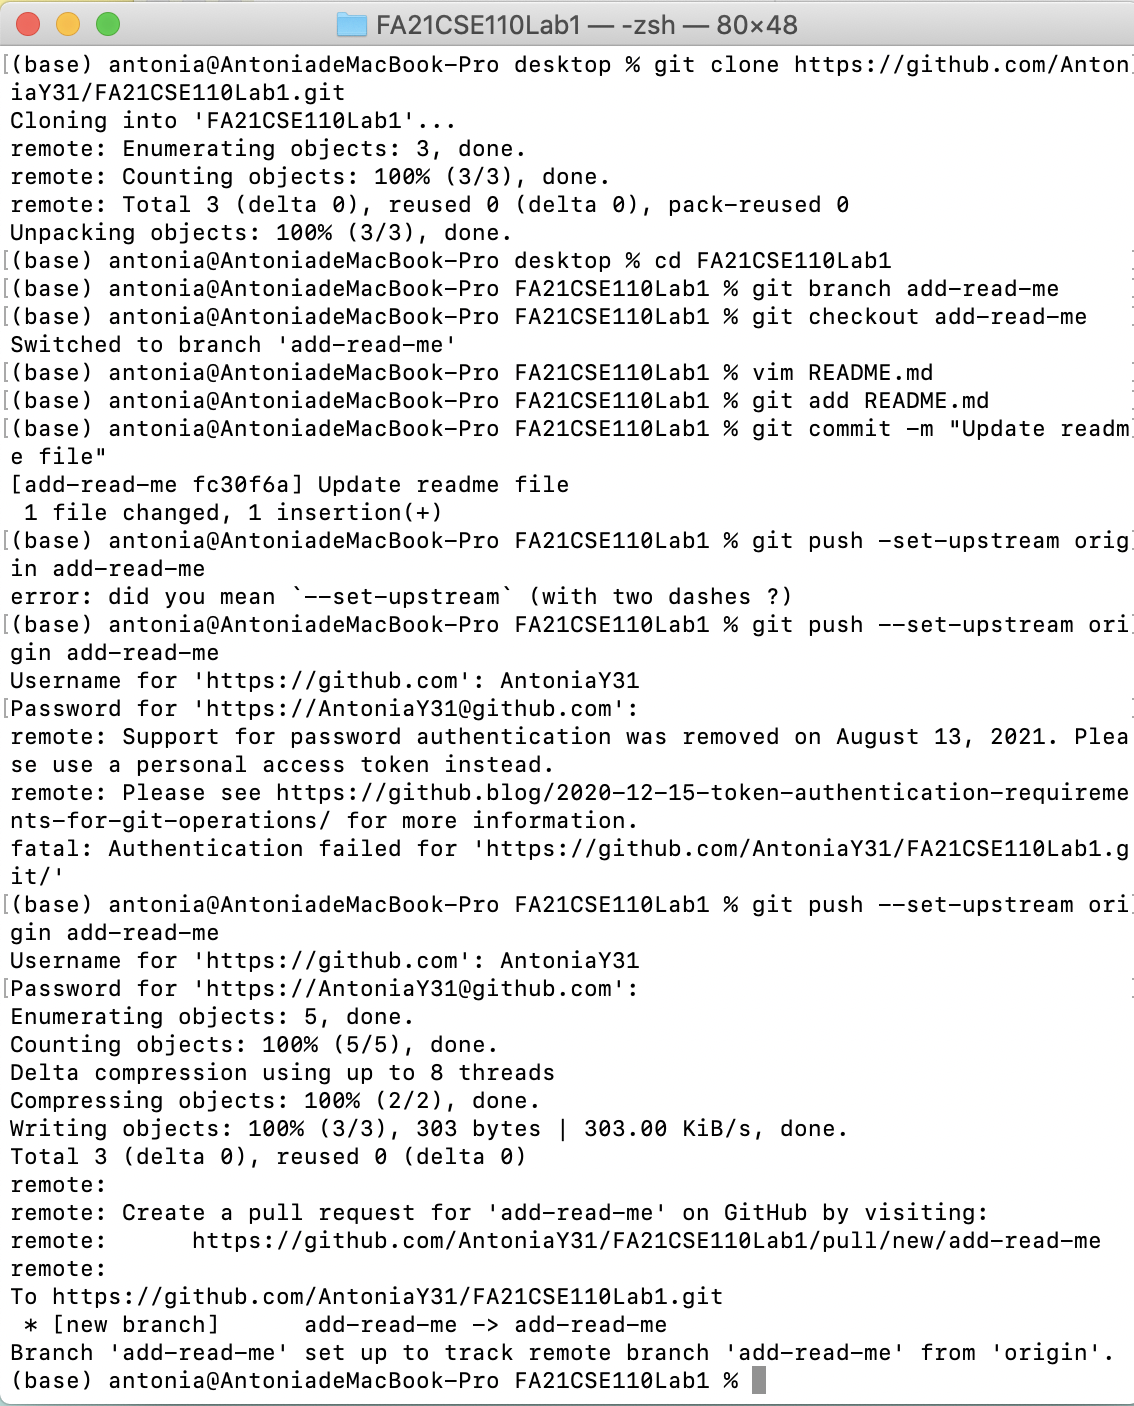 FA21CSE110Lab1 — -zsh — 80×48
(base) antonia@AntoniadeMacBook-Pro desktop % git clone https://github.com/Anton
iaY31/FA21CSE110Lab1.git
Cloning into 'FA21CSE110Lab1'...
remote: Enumerating objects: 3, done.
remote: Counting objects: 100% (3/3), done.
remote: Total 3 (delta 0), reused 0 (delta 0), pack-reused 0
Unpacking objects: 100% (3/3), done.
(base) antonia@AntoniadeMacBook-Pro desktop % cd FA21CSE110Lab1
(base) antonia@AntoniadeMacBook-Pro FA21CSE110Lab1 % git branch add-read-me
(base) antonia@AntoniadeMacBook-Pro FA21CSE110Lab1 % git checkout add-read-me
Switched to branch 'add-read-me'
(base) antonia@AntoniadeMacBook-Pro FA21CSE110Lab1 % vim README.md
(base) antonia@AntoniadeMacBook-Pro FA21CSE110Lab1 % git add README.md
(base) antonia@AntoniadeMacBook-Pro FA21CSE110Lab1 % git commit -m "Update readm
e file"
[add-read-me fc30f6a] Update readme file
 1 file changed, 1 insertion(+)
(base) antonia@AntoniadeMacBook-Pro FA21CSE110Lab1 % git push -set-upstream orig
in add-read-me
error: did you mean `--set-upstream` (with two dashes ?)
(base) antonia@AntoniadeMacBook-Pro FA21CSE110Lab1 % git push --set-upstream ori
gin add-read-me
Username for 'https://github.com': AntoniaY31
Password for 'https://AntoniaY31@github.com':
remote: Support for password authentication was removed on August 13, 2021. Plea
se use a personal access token instead.
remote: Please see https://github.blog/2020-12-15-token-authentication-requireme
nts-for-git-operations/ for more information.
fatal: Authentication failed for 'https://github.com/AntoniaY31/FA21CSE110Lab1.g
it/'
(base) antonia@AntoniadeMacBook-Pro FA21CSE110Lab1 % git push --set-upstream ori
gin add-read-me
Username for 'https://github.com': AntoniaY31
Password for 'https://AntoniaY31@github.com':
Enumerating objects: 5, done.
Counting objects: 100% (5/5), done.
Delta compression using up to 8 threads
Compressing objects: 100% (2/2), done.
Writing objects: 100% (3/3), 303 bytes | 303.00 KiB/s, done.
Total 3 (delta 0), reused 0 (delta 0)
remote:
remote: Create a pull request for 'add-read-me' on GitHub by visiting:
remote:      https://github.com/AntoniaY31/FA21CSE110Lab1/pull/new/add-read-me
remote:
To https://github.com/AntoniaY31/FA21CSE110Lab1.git
 * [new branch]      add-read-me -> add-read-me
Branch 'add-read-me' set up to track remote branch 'add-read-me' from 'origin'.
(base) antonia@AntoniadeMacBook-Pro FA21CSE110Lab1 %